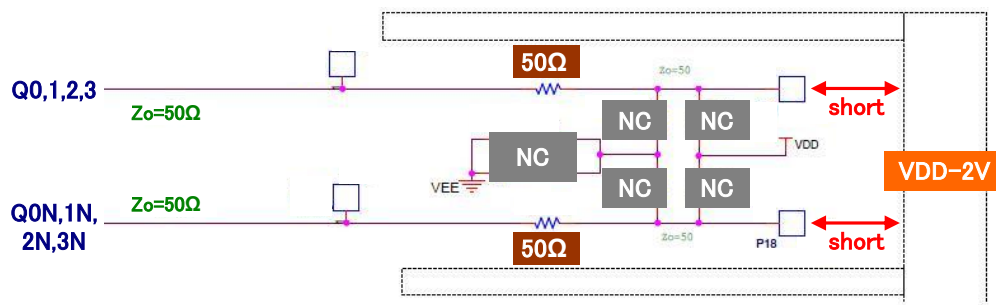 50Ω
Zo=50
Q0,1,2,3
Zo=50Ω
short
NC
NC
VDD
NC
VDD-2V
VEE
NC
NC
Q0N,1N,
2N,3N
Zo=50Ω
50Ω
Zo=50
P18
short